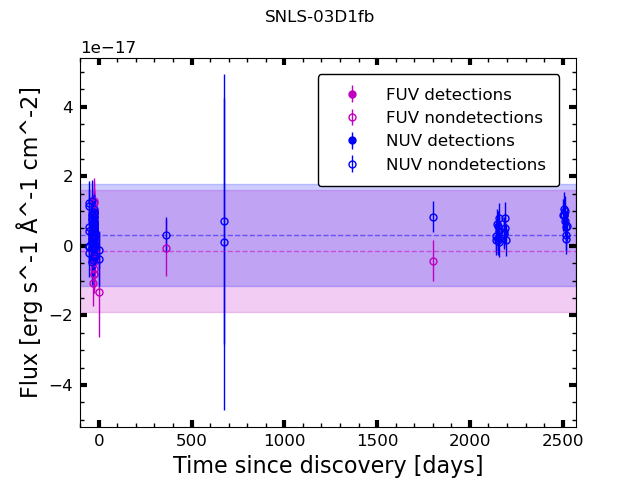 SNLS-03D1fb
1e−17
FUV detections
FUV nondetections
NUV detections
NUV nondetections
4
2
0
−2
−4
Flux [erg s^-1 Å^-1 cm^-2]
0
500
1000
1500
2000
2500
Time since discovery [days]